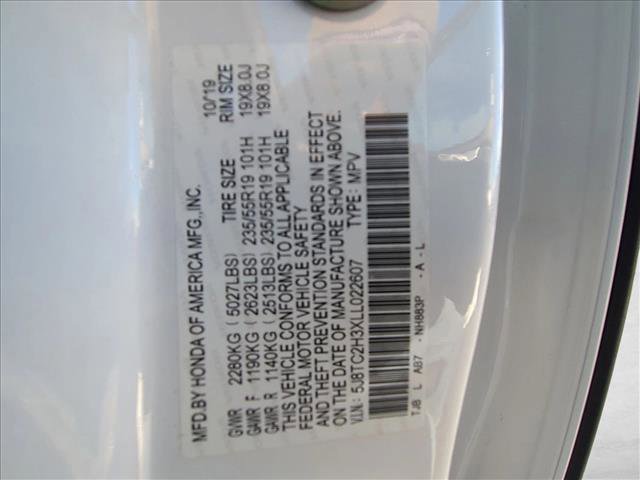 MFD.BY HONDA OF AMERICA MFG.,INC. 10/19
GVWR 2280KG (5027LBS) TIRE SIZE RIM SIZE
GAWR F 1190KG (2623LBS) 235/55R19 101H 19X8.0J
GAWR R 1140KG (2513LBS) 235/55R19 101H 19X8.0J
THIS VEHICLE CONFORMS TO ALL APPLICABLE
FEDERAL MOTOR VEHICLE SAFETY
AND THEFT PREVENTION STANDARDS IN EFFECT
ON THE DATE OF MANUFACTURE SHOWN ABOVE.
V.I.N.: 5J8TC2H3XLL022607 TYPE: MPV
TJB L AB7 - NH883P - A - L